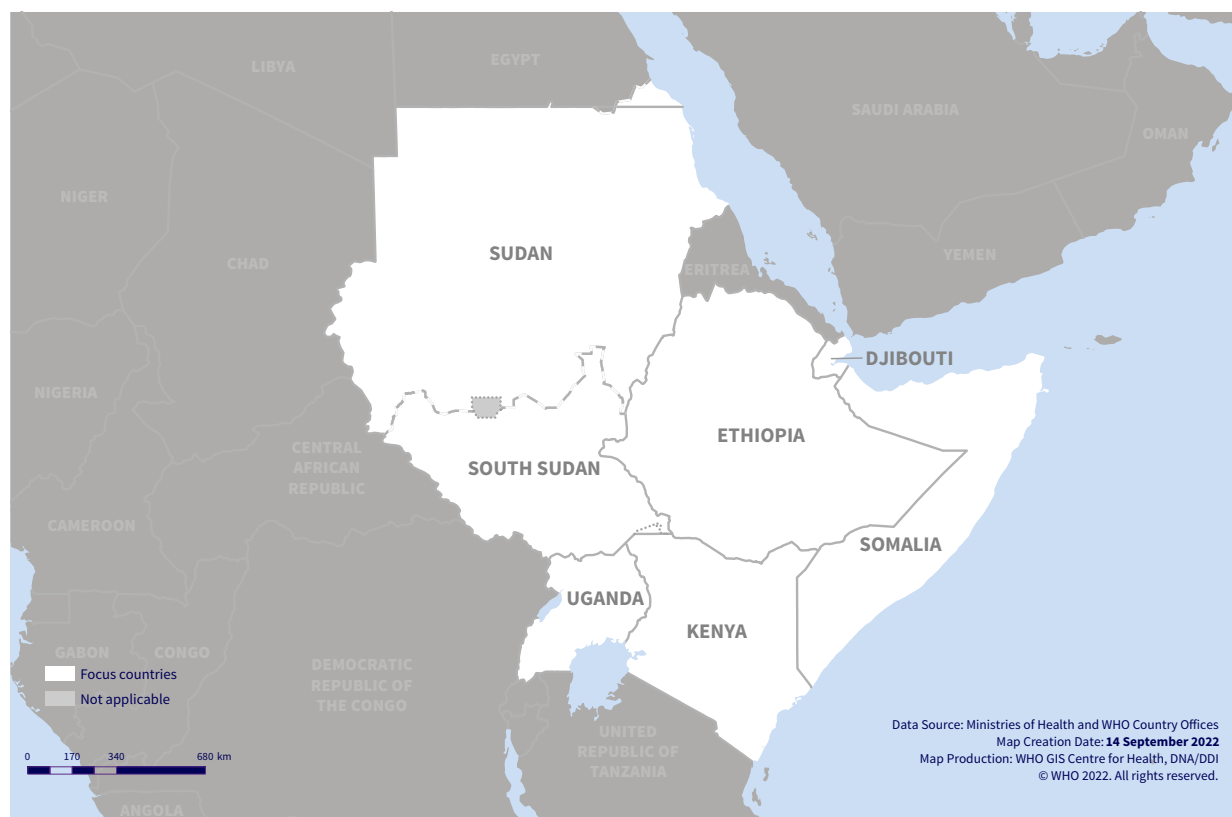 LIBYA
EGYPT
SAUDI ARABIA
OMAN
NIGER
SUDAN
CHAD
YEMEN
ERITREA
DJIBOUTI
NIGERIA
ETHIOPIA
CENTRAL
AFRICAN
REPUBLIC
SOUTH SUDAN
CAMEROON
SOMALIA
UGANDA
KENYA
GABON
CONGO
DEMOCRATIC
REPUBLIC OF
THE CONGO
Focus countries
Not applicable
UNITED
REPUBLIC OF
TANZANIA
0 170 340 680 km
ANGOLA
Data Source: Ministries of Health and WHO Country Offices
Map Creation Date: 14 September 2022
Map Production: WHO GIS Centre for Health, DNA/DDI
© WHO 2022. All rights reserved.